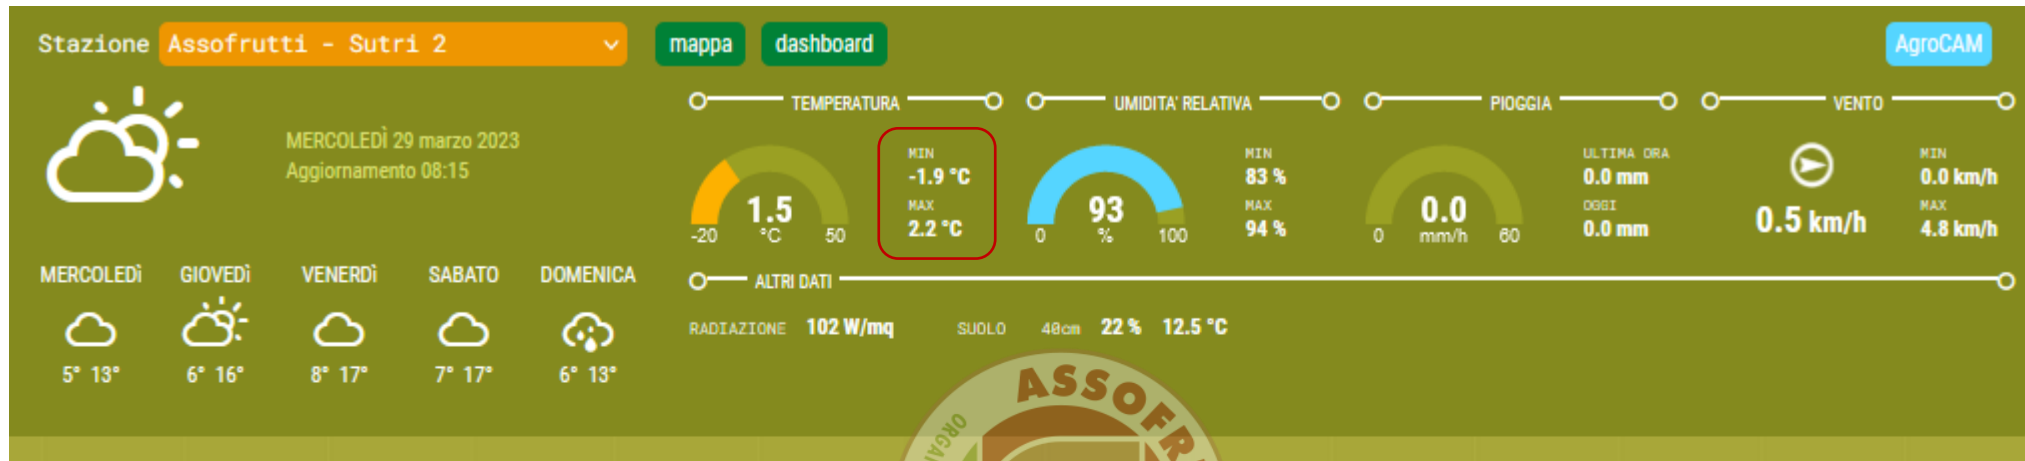 Stazione Assofrutti - Sutri 2 mappa dashboard AgroCAM
MERCOLEDÌ 29 marzo 2023
Aggiornamento 08:15
TEMPERATURA
1.5
°C
-20 50
MIN
-1.9 °C
MAX
2.2 °C
UMIDITA' RELATIVA
93
%
0 100
MIN
83 %
MAX
94 %
PIOGGIA
0.0
mm/h
0 60
ULTIMA ORA
0.0 mm
OGGI
0.0 mm
VENTO
0.5 km/h
MIN
0.0 km/h
MAX
4.8 km/h
MERCOLEDÌ GIOVEDÌ VENERDÌ SABATO DOMENICA
5° 13° 6° 16° 8° 17° 7° 17° 6° 13°
ALTRI DATI
RADIAZIONE 102 W/mq SUOLO 40cm 22 % 12.5 °C
ASSOFR
ORGAN